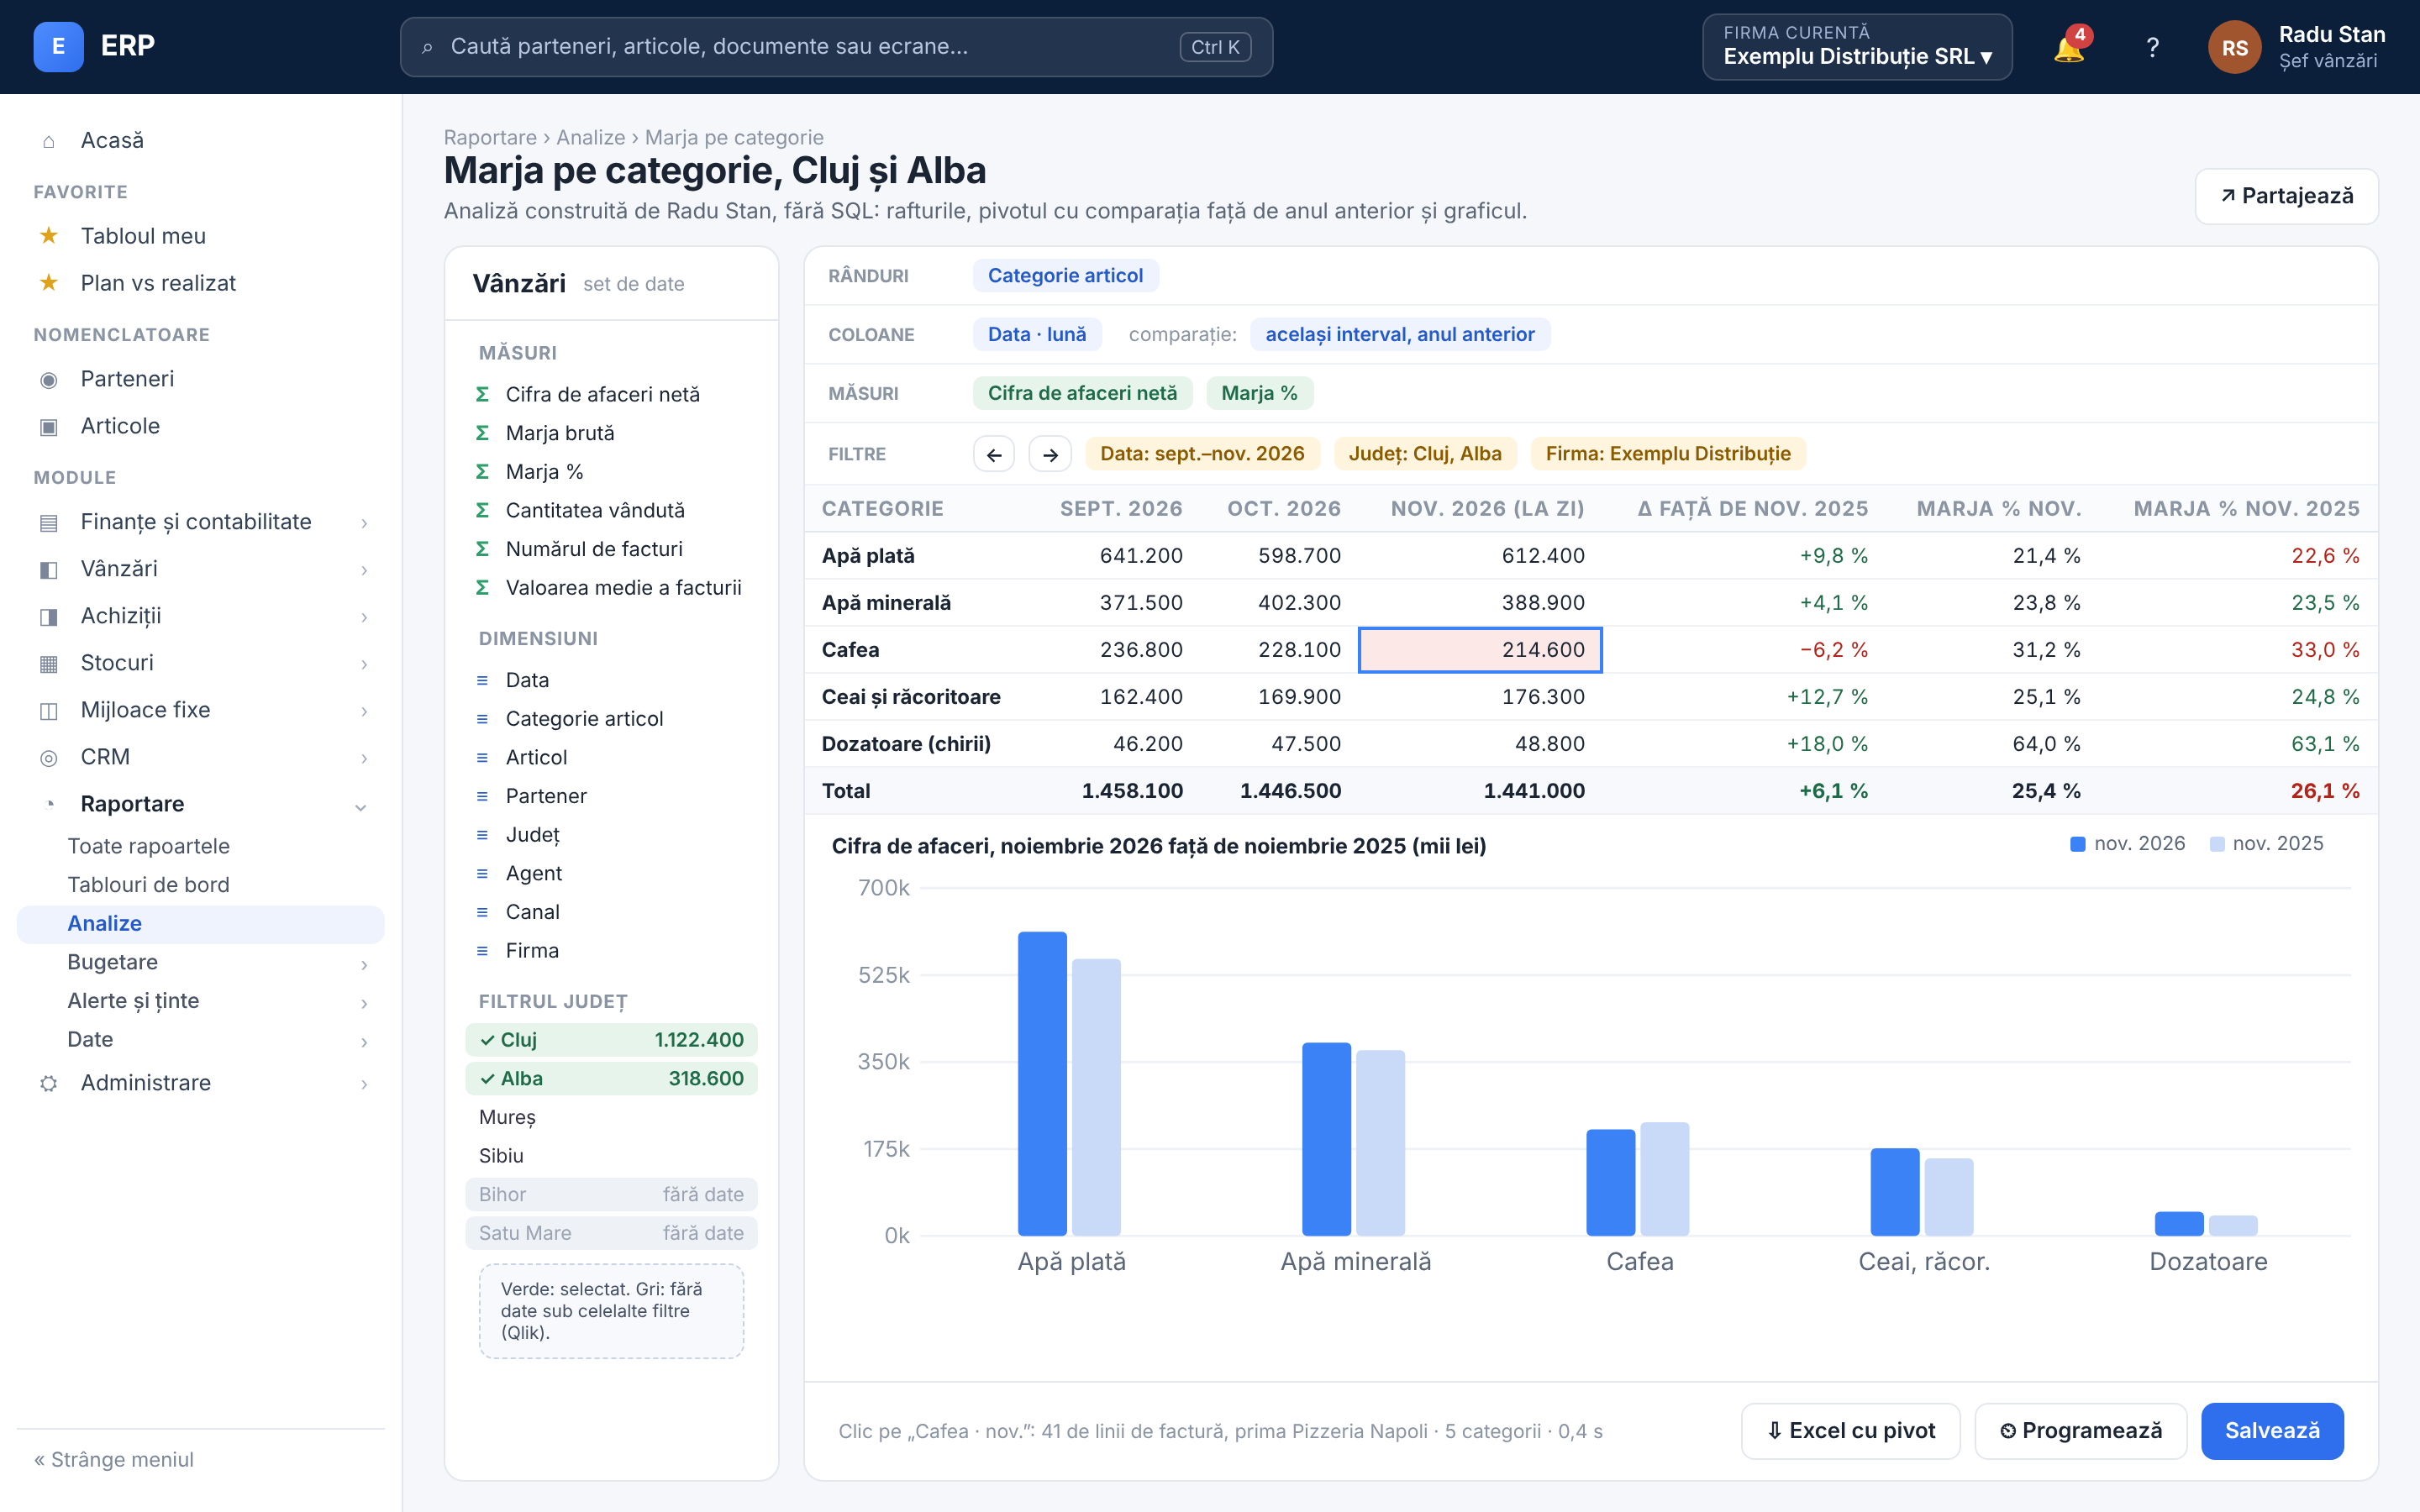 E ERP
Caută parteneri, articole, documente sau ecrane... Ctrl K
FIRMA CURENTĂ
Exemplu Distribuție SRL ▾
4
?
RS
Radu Stan
Șef vânzări
Acasă
FAVORITE
Tabloul meu
Plan vs realizat
NOMENCLATOARE
Parteneri
Articole
MODULE
Finanțe și contabilitate
Vânzări
Achiziții
Stocuri
Mijloace fixe
CRM
Raportare
Toate rapoartele
Tablouri de bord
Analize
Bugetare
Alerte și ținte
Date
Administrare
« Strânge meniul
Raportare › Analize › Marja pe categorie
Marja pe categorie, Cluj și Alba
Analiză construită de Radu Stan, fără SQL: rafturile, pivotul cu comparația față de anul anterior și graficul.
↗ Partajează
Vânzări set de date
MĂSURI
Σ Cifra de afaceri netă
Σ Marja brută
Σ Marja %
Σ Cantitatea vândută
Σ Numărul de facturi
Σ Valoarea medie a facturii
DIMENSIUNI
≡ Data
≡ Categorie articol
≡ Articol
≡ Partener
≡ Județ
≡ Agent
≡ Canal
≡ Firma
FILTRUL JUDEȚ
✓ Cluj 1.122.400
✓ Alba 318.600
Mureș
Sibiu
Bihor fără date
Satu Mare fără date
Verde: selectat. Gri: fără
date sub celelalte filtre
(Qlik).
RÂNDURI Categorie articol
COLOANE Data · lună comparație: același interval, anul anterior
MĂSURI Cifra de afaceri netă Marja %
FILTRE ← → Data: sept.–nov. 2026 Județ: Cluj, Alba Firma: Exemplu Distribuție
CATEGORIE SEPT. 2026 OCT. 2026 NOV. 2026 (LA ZI) Δ FAȚĂ DE NOV. 2025 MARJA % NOV. MARJA % NOV. 2025
Apă plată 641.200 598.700 612.400 +9,8 % 21,4 % 22,6 %
Apă minerală 371.500 402.300 388.900 +4,1 % 23,8 % 23,5 %
Cafea 236.800 228.100 214.600 −6,2 % 31,2 % 33,0 %
Ceai și răcoritoare 162.400 169.900 176.300 +12,7 % 25,1 % 24,8 %
Dozatoare (chirii) 46.200 47.500 48.800 +18,0 % 64,0 % 63,1 %
Total 1.458.100 1.446.500 1.441.000 +6,1 % 25,4 % 26,1 %
Cifra de afaceri, noiembrie 2026 față de noiembrie 2025 (mii lei)
nov. 2026 nov. 2025
700k
525k
350k
175k
0k
Apă plată Apă minerală Cafea Ceai, răcor. Dozatoare
Clic pe „Cafea · nov.”: 41 de linii de factură, prima Pizzeria Napoli · 5 categorii · 0,4 s
⇩ Excel cu pivot
Programează
Salvează